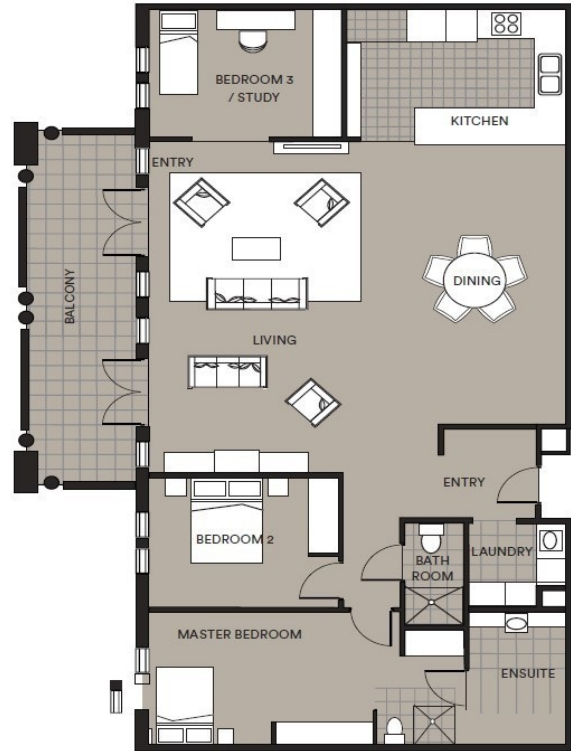 BEDROOM 3
/ STUDY
KITCHEN
ENTRY
BALCONY
DINING
LIVING
ENTRY
BEDROOM 2
BATH
ROOM
LAUNDRY
MASTER BEDROOM
ENSUITE